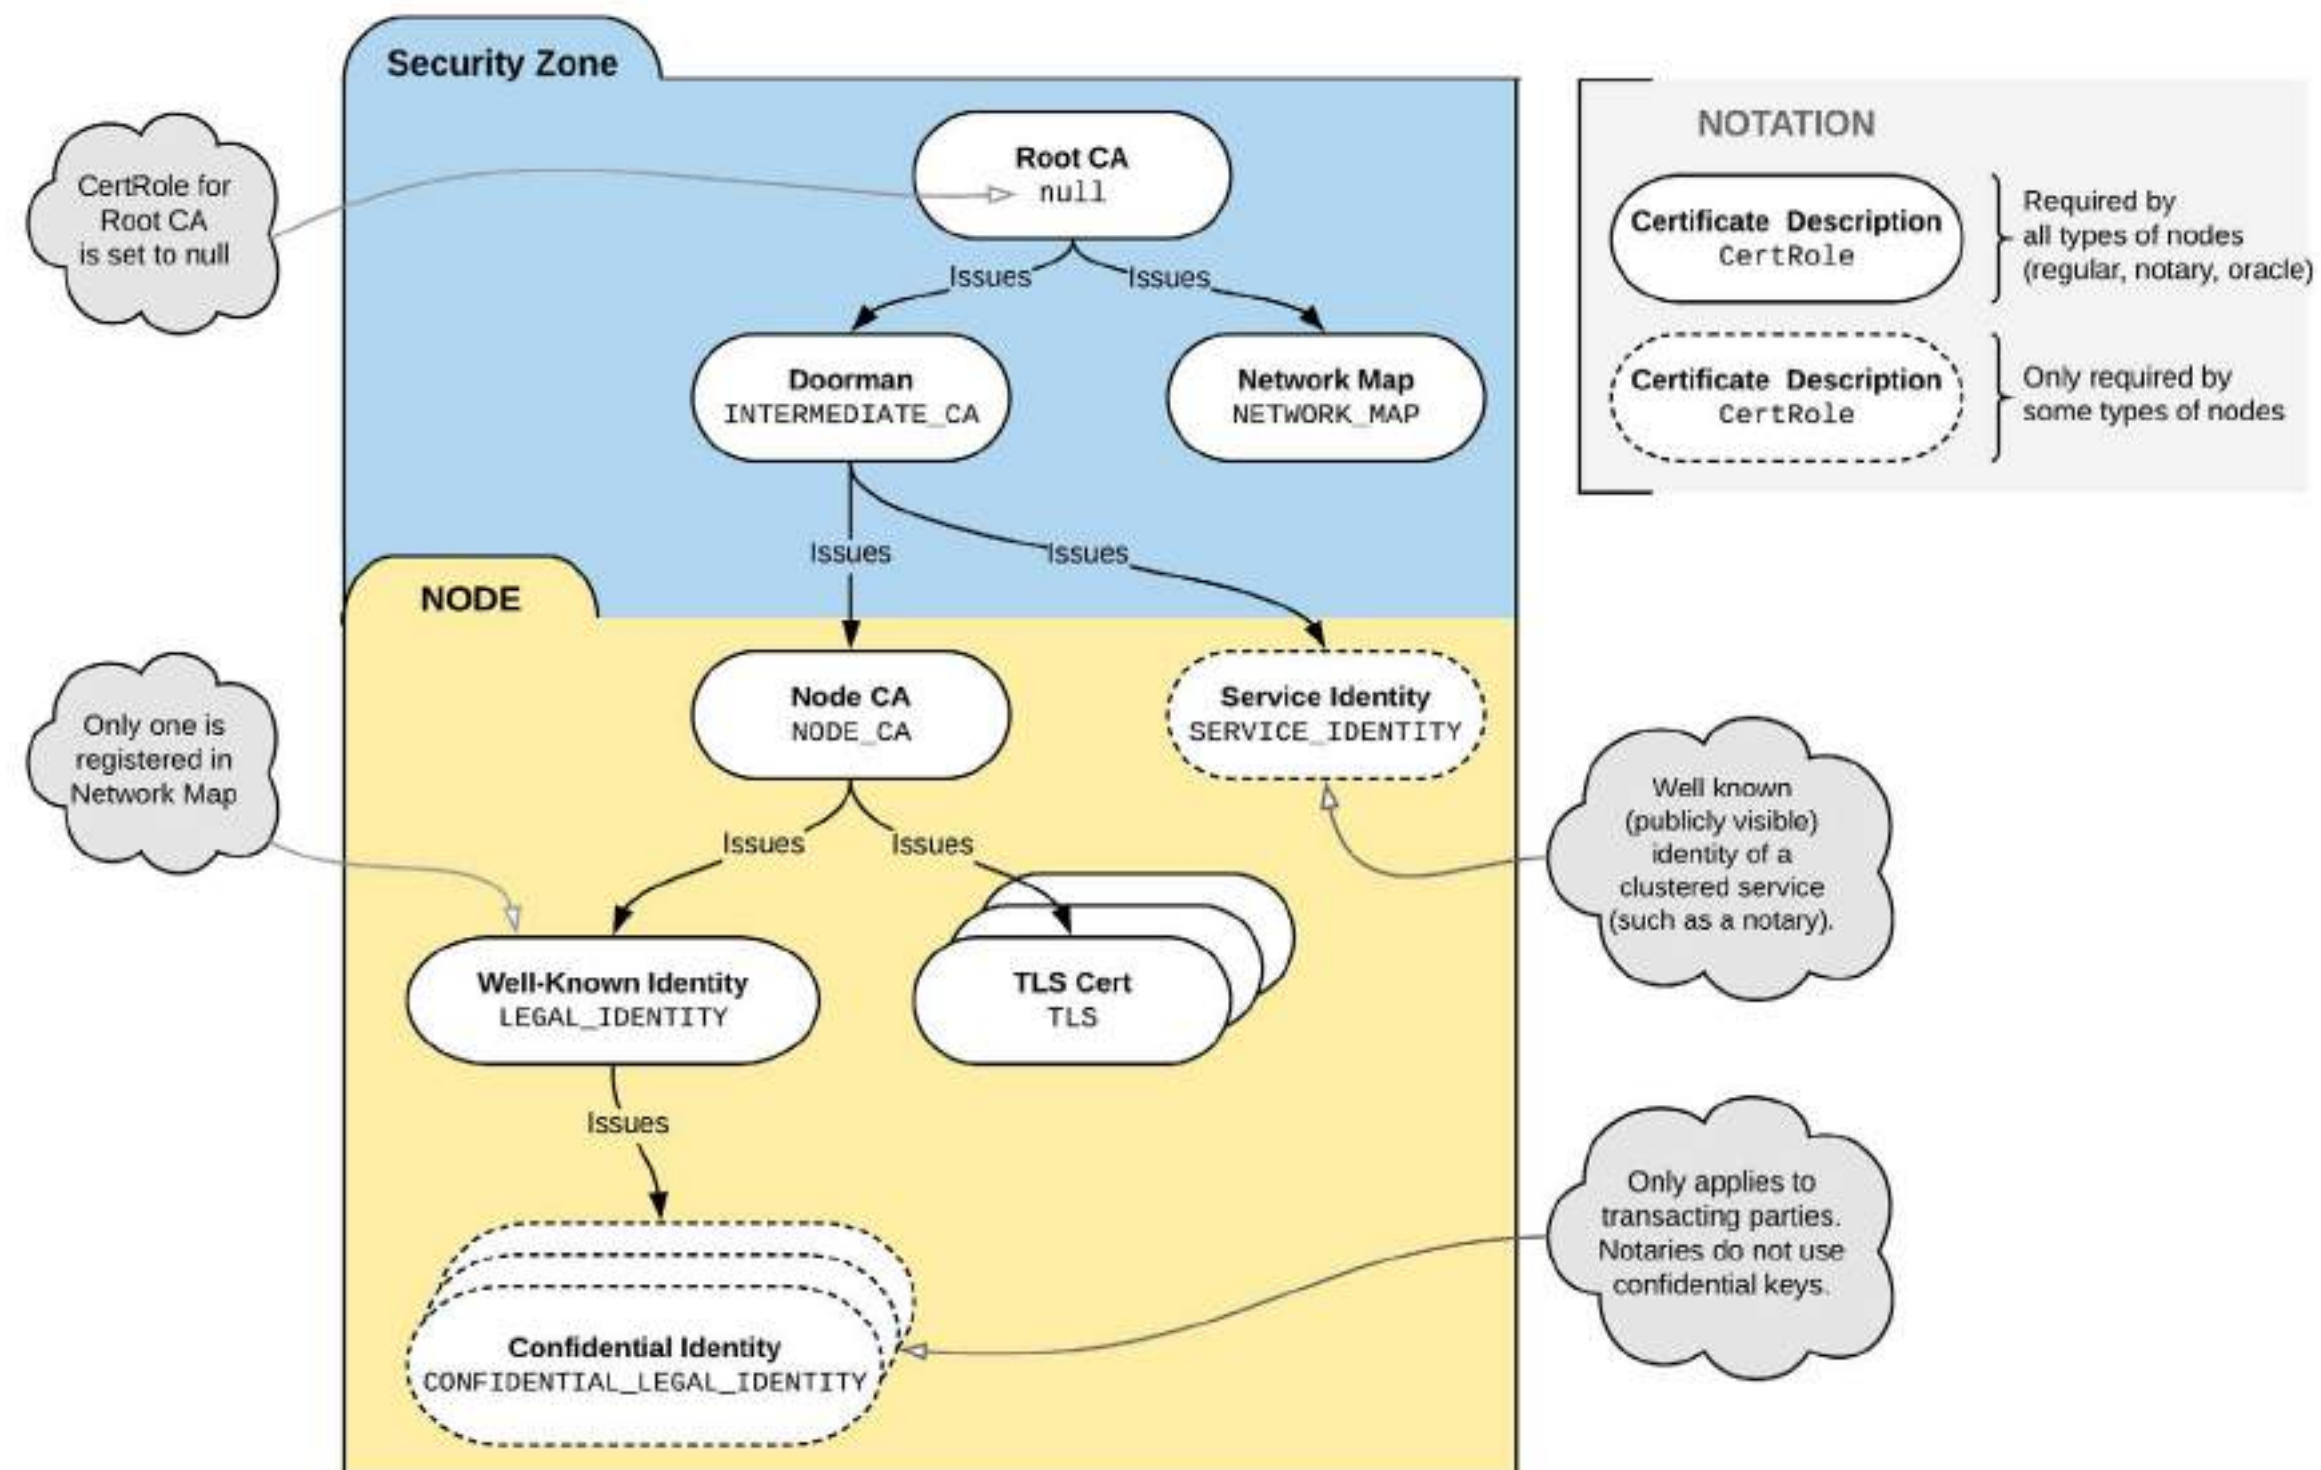 Security Zone
CertRole for
Root CA
is set to null
Root CA
null
Issues
Issues
Doorman
INTERMEDIATE_CA
Network Map
NETWORK_MAP
NOTATION
Certificate Description
CertRole
Required by
all types of nodes
(regular, notary, oracle)
Certificate Description
CertRole
Only required by
some types of nodes
Issues
Issues
NODE
Node CA
NODE_CA
Service Identity
SERVICE_IDENTITY
Only one is
registered in
Network Map
Well known
(publicly visible)
identity of a
clustered service
(such as a notary).
Issues
Issues
Well-Known Identity
LEGAL_IDENTITY
TLS Cert
TLS
Issues
Only applies to
transacting parties.
Notaries do not use
confidential keys.
Confidential Identity
CONFIDENTIAL_LEGAL_IDENTITY